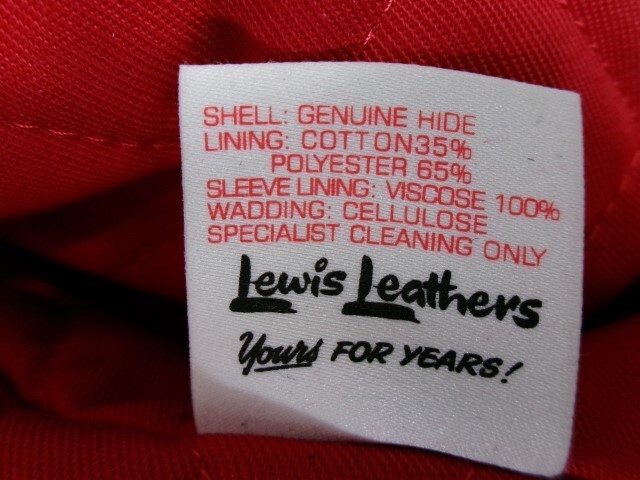 SHELL: GENUINE HIDE
LINING: COTTON35%
POLYESTER 65%
SLEEVE LINING: VISCOSE 100%
WADDING: CELLULOSE
SPECIALIST CLEANING ONLY
Lewis Leathers
Yours FOR YEARS!